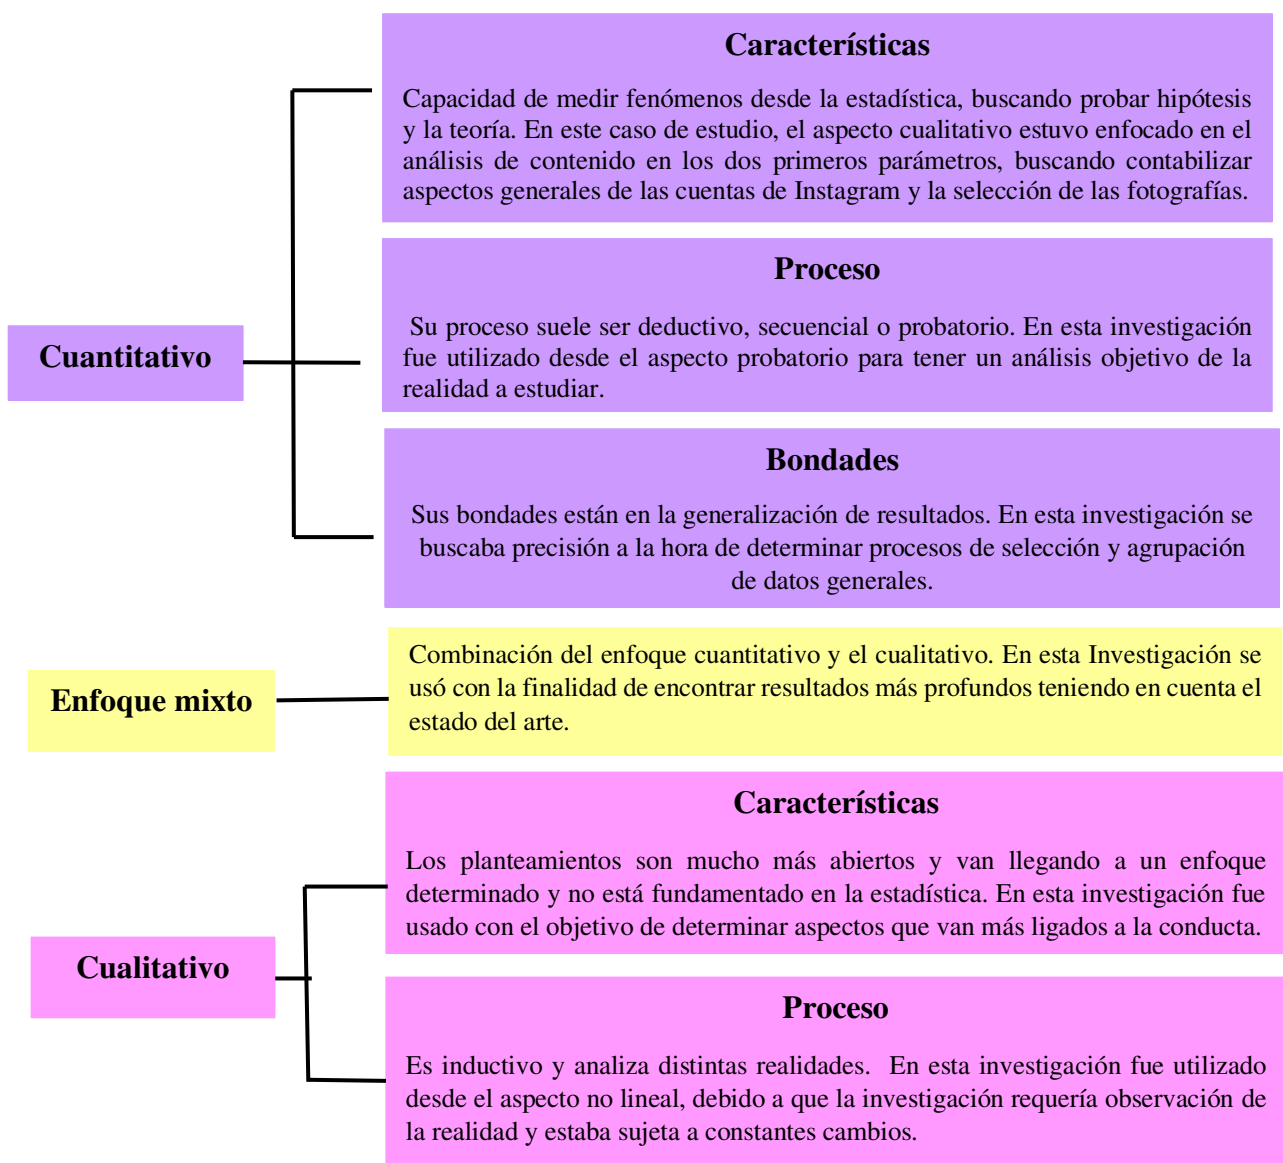 Características
Capacidad de medir fenómenos desde la estadística, buscando probar hipótesis
y la teoría. En este caso de estudio, el aspecto cualitativo estuvo enfocado en el
análisis de contenido en los dos primeros parámetros, buscando contabilizar
aspectos generales de las cuentas de Instagram y la selección de las fotografías.
Cuantitativo
Proceso
Su proceso suele ser deductivo, secuencial o probatorio. En esta investigación
fue utilizado desde el aspecto probatorio para tener un análisis objetivo de la
realidad a estudiar.
Bondades
Sus bondades están en la generalización de resultados. En esta investigación se
buscaba precisión a la hora de determinar procesos de selección y agrupación
de datos generales.
Enfoque mixto
Combinación del enfoque cuantitativo y el cualitativo. En esta Investigación se
usó con la finalidad de encontrar resultados más profundos teniendo en cuenta el
estado del arte.
Características
Los planteamientos son mucho más abiertos y van llegando a un enfoque
determinado y no está fundamentado en la estadística. En esta investigación fue
usado con el objetivo de determinar aspectos que van más ligados a la conducta.
Cualitativo
Proceso
Es inductivo y analiza distintas realidades. En esta investigación fue utilizado
desde el aspecto no lineal, debido a que la investigación requería observación de
la realidad y estaba sujeta a constantes cambios.